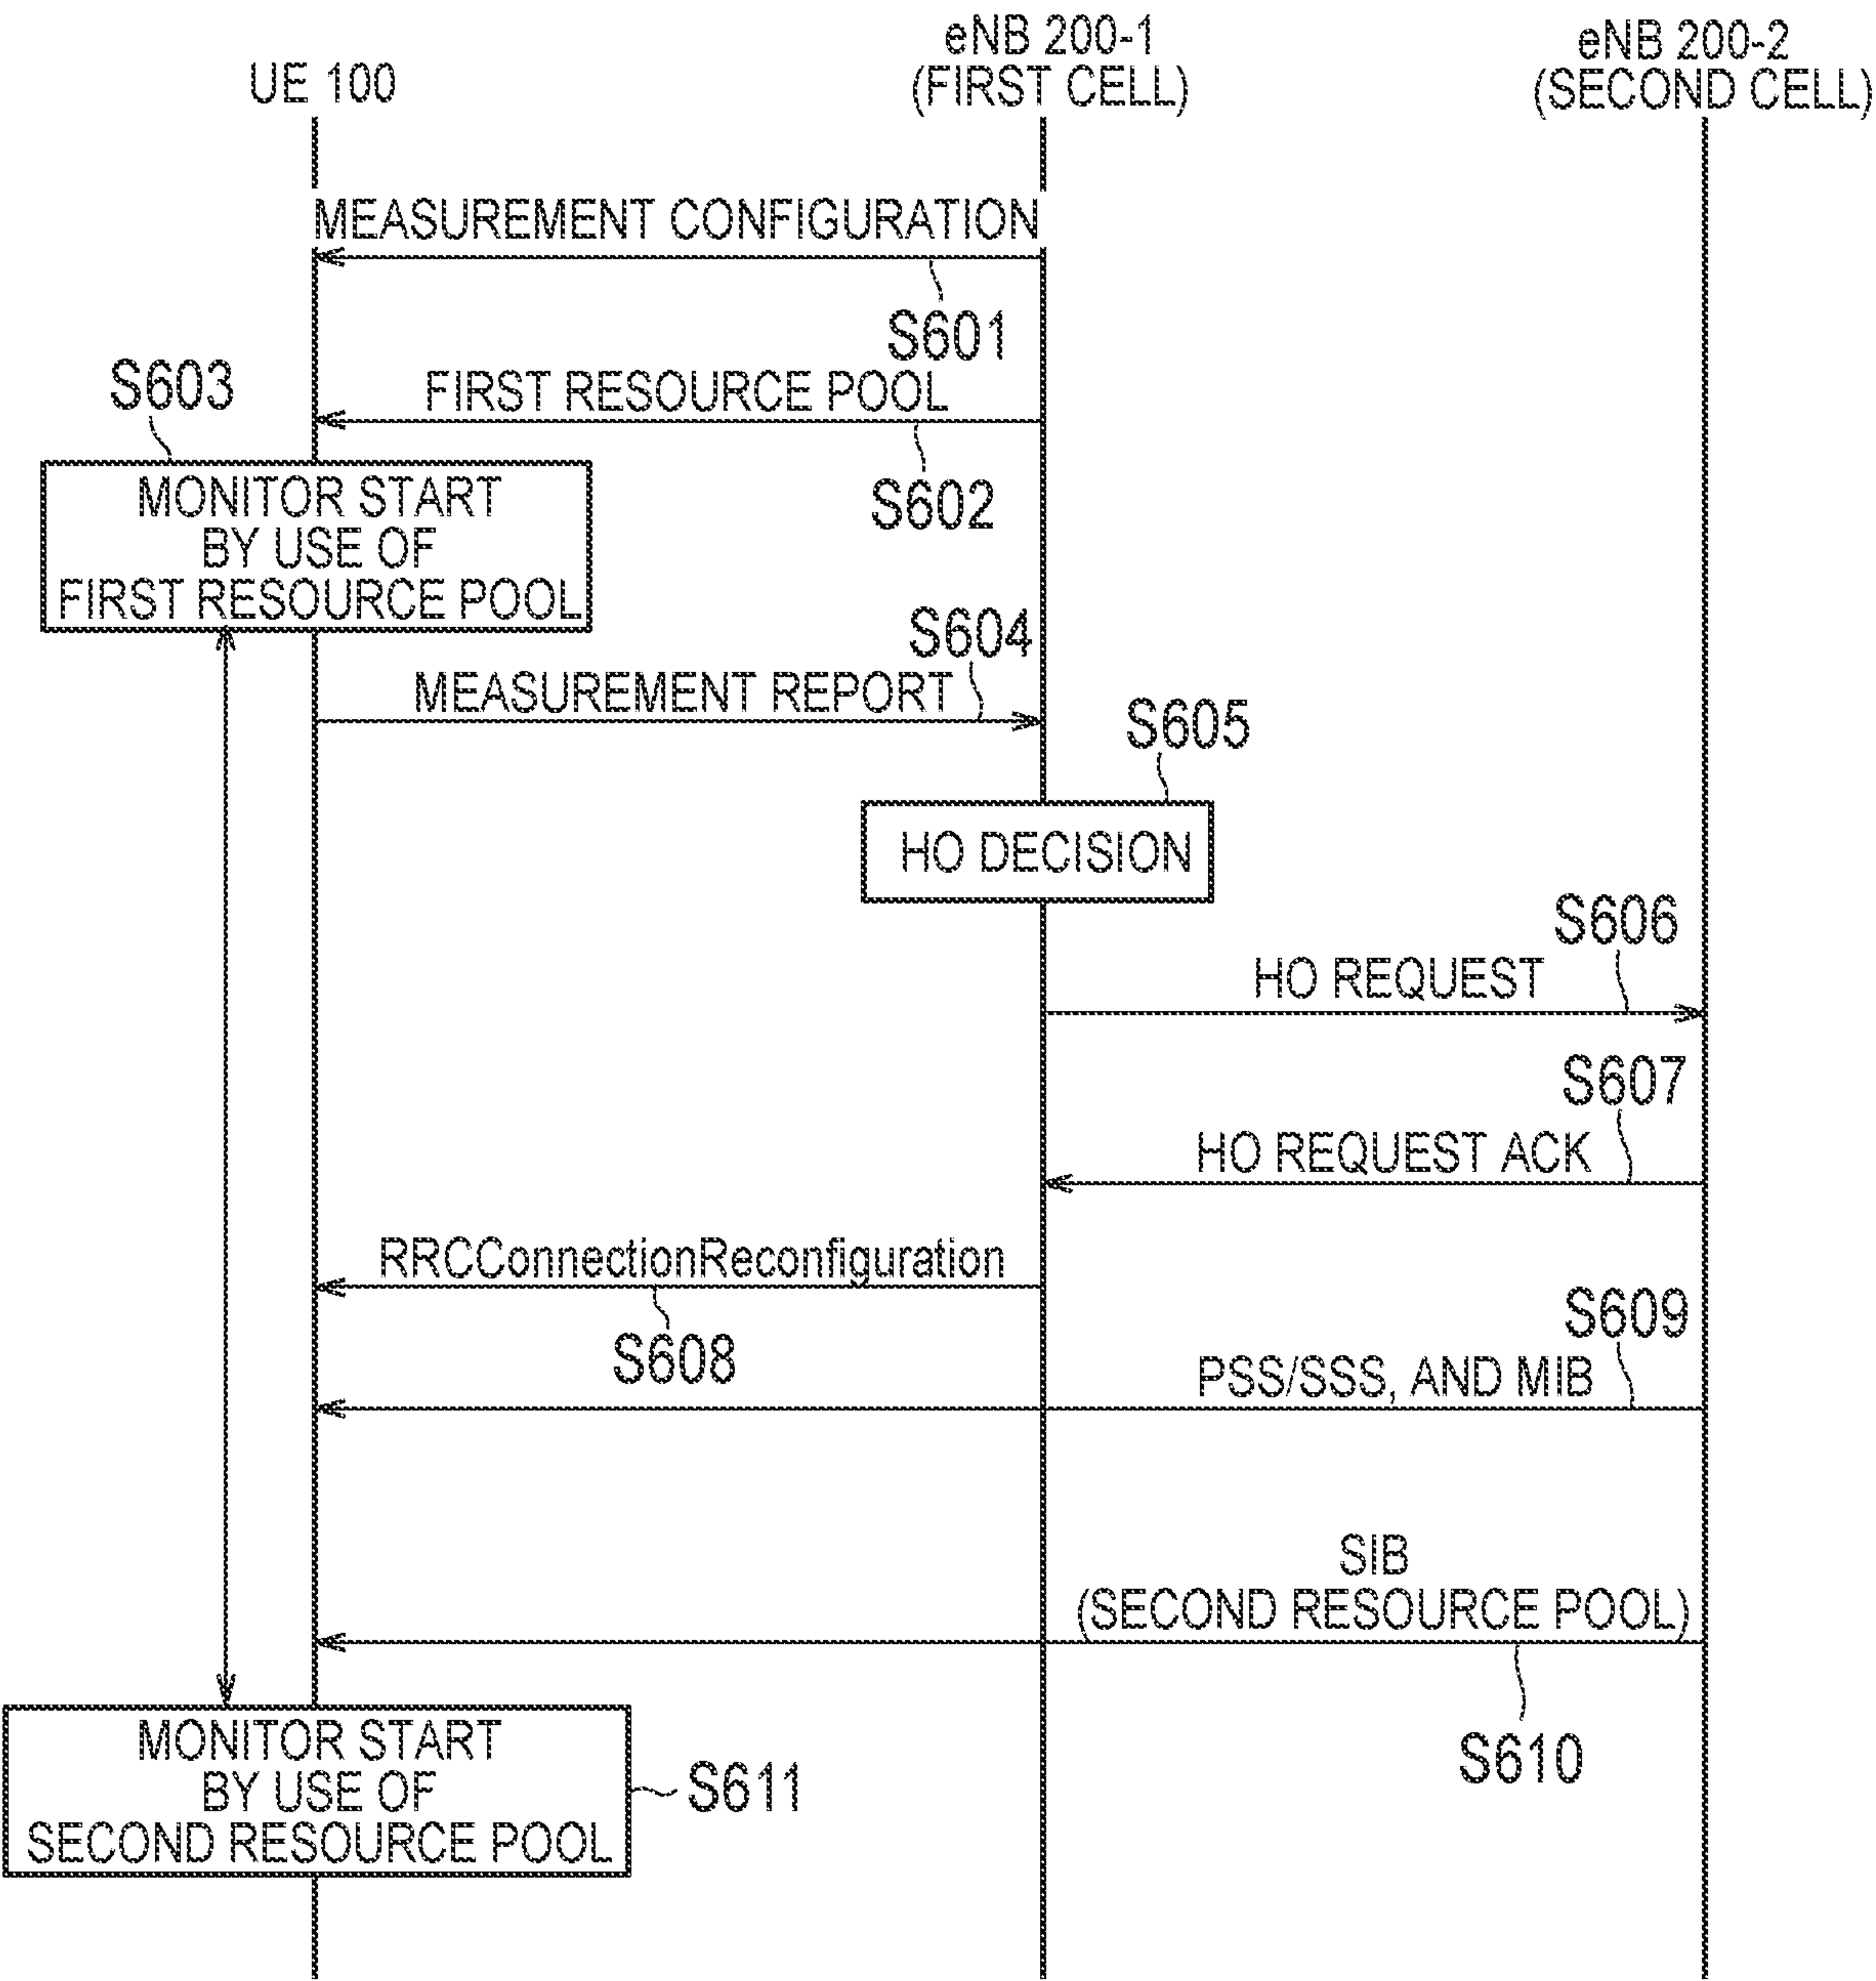 UE 100
eNB 200-1
(FIRST CELL)
eNB 200-2
(SECOND CELL)
MEASUREMENT CONFIGURATION
S601
FIRST RESOURCE POOL
S602
S603
MONITOR START
BY USE OF
FIRST RESOURCE POOL
S604
MEASUREMENT REPORT
S605
HO DECISION
S606
HO REQUEST
S607
HO REQUEST ACK
RRCConnectionReconfiguration
S608
S609
PSS/SSS, AND MIB
SIB
(SECOND RESOURCE POOL)
S610
MONITOR START
BY USE OF
SECOND RESOURCE POOL
S611